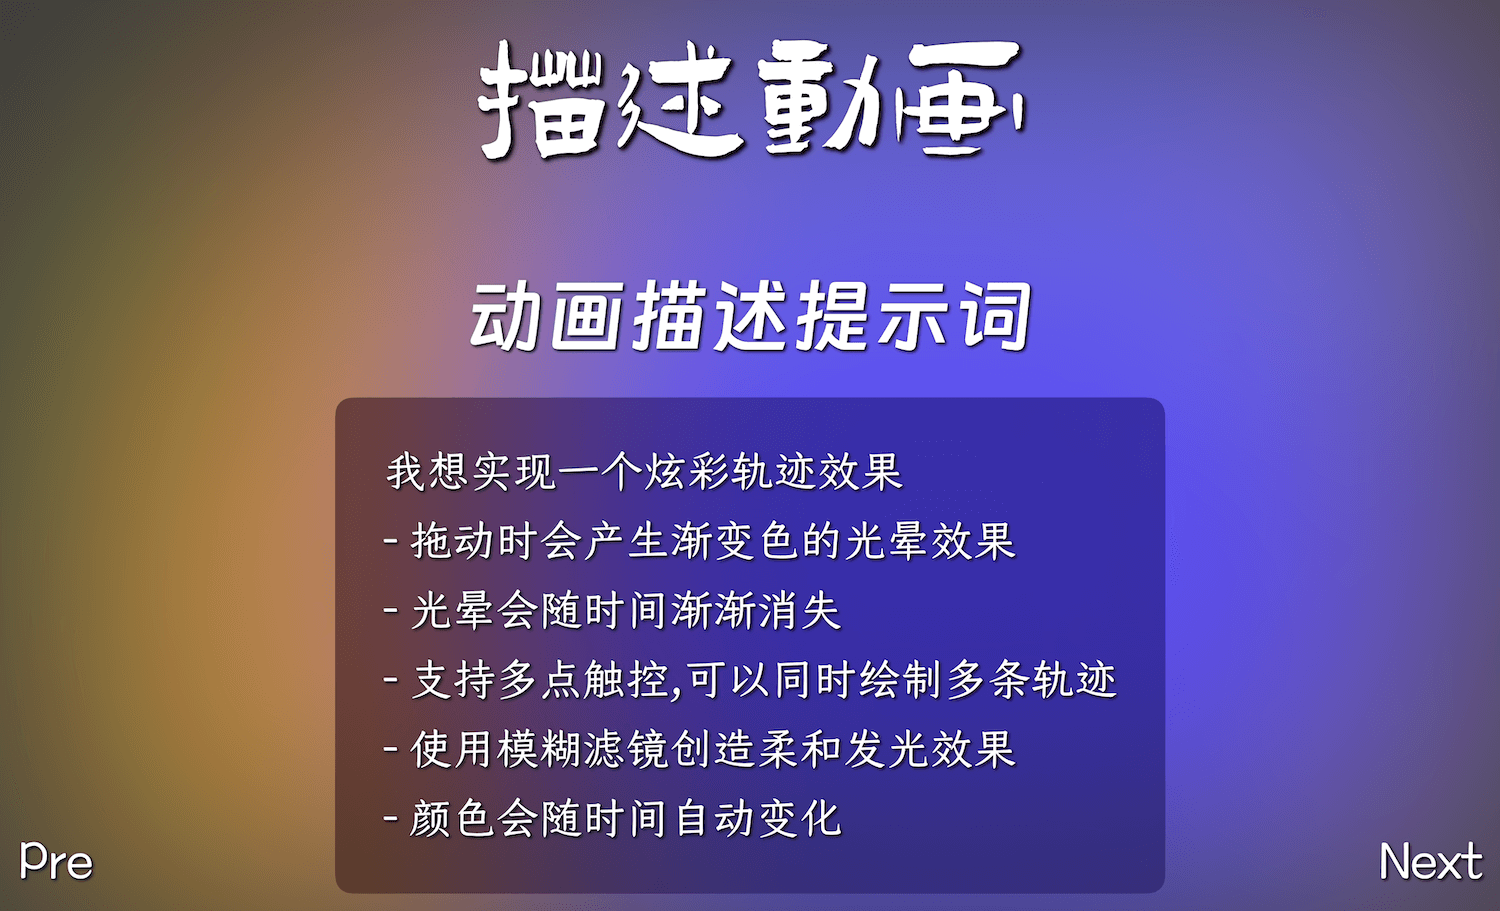 描述動画
动画描述提示词
我想实现一个炫彩轨迹效果
- 拖动时会产生渐变色的光晕效果
- 光晕会随时间渐渐消失
- 支持多点触控,可以同时绘制多条轨迹
- 使用模糊滤镜创造柔和发光效果
- 颜色会随时间自动变化
Pre
Next